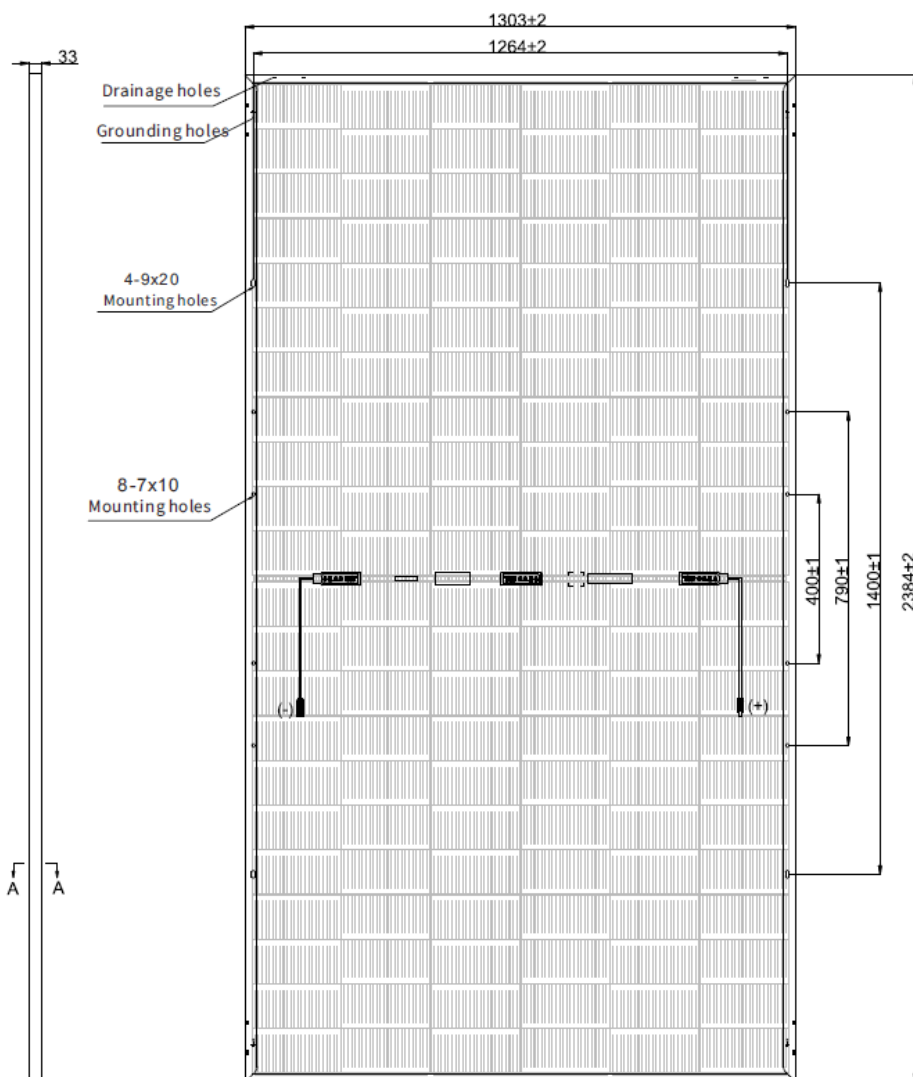 1303±2
1264±2
33
Drainage holes
Grounding holes
4-9x20
Mounting holes
8-7x10
Mounting holes
400±1
790±1
1400±1
2384±2
(-)
(+)
A
A